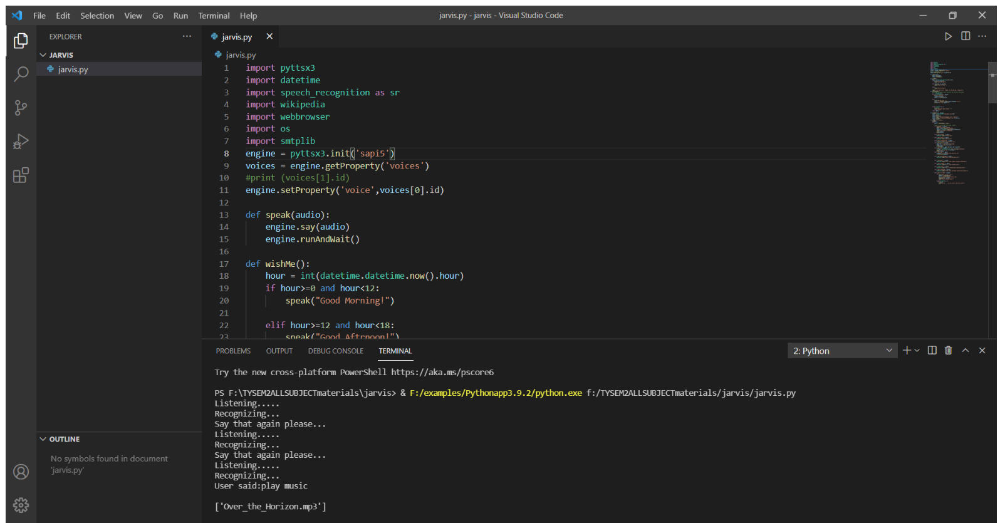 File Edit Selection View Go Run Terminal Help
jarvis.py - jarvis - Visual Studio Code
EXPLORER
JARVIS
jarvis.py
OUTLINE
No symbols found in document
'jarvis.py'
jarvis.py
jarvis.py
1 import pyttsx3
2 import datetime
3 import speech_recognition as sr
4 import wikipedia
5 import webbrowser
6 import os
7 import smtplib
8 engine = pyttsx3.init('sapi5')
9 voices = engine.getProperty('voices')
10 #print (voices[1].id)
11 engine.setProperty('voice',voices[0].id)
12
13 def speak(audio):
14 engine.say(audio)
15 engine.runAndWait()
16
17 def wishMe():
18 hour = int(datetime.datetime.now().hour)
19 if hour>=0 and hour<12:
20 speak("Good Morning!")
21
22 elif hour>=12 and hour<18:
23 speak("Good Aftrnoon!")
PROBLEMS OUTPUT DEBUG CONSOLE TERMINAL
2: Python
Try the new cross-platform PowerShell https://aka.ms/pscore6
PS F:\TYSEM2ALLSUBJECTmaterials\jarvis> & F:/examples/Pythonapp3.9.2/python.exe f:/TYSEM2ALLSUBJECTmaterials/jarvis/jarvis.py
Listening.....
Recognizing...
Say that again please...
Listening.....
Recognizing...
Say that again please...
Listening.....
Recognizing...
User said:play music
['Over_the_Horizon.mp3']